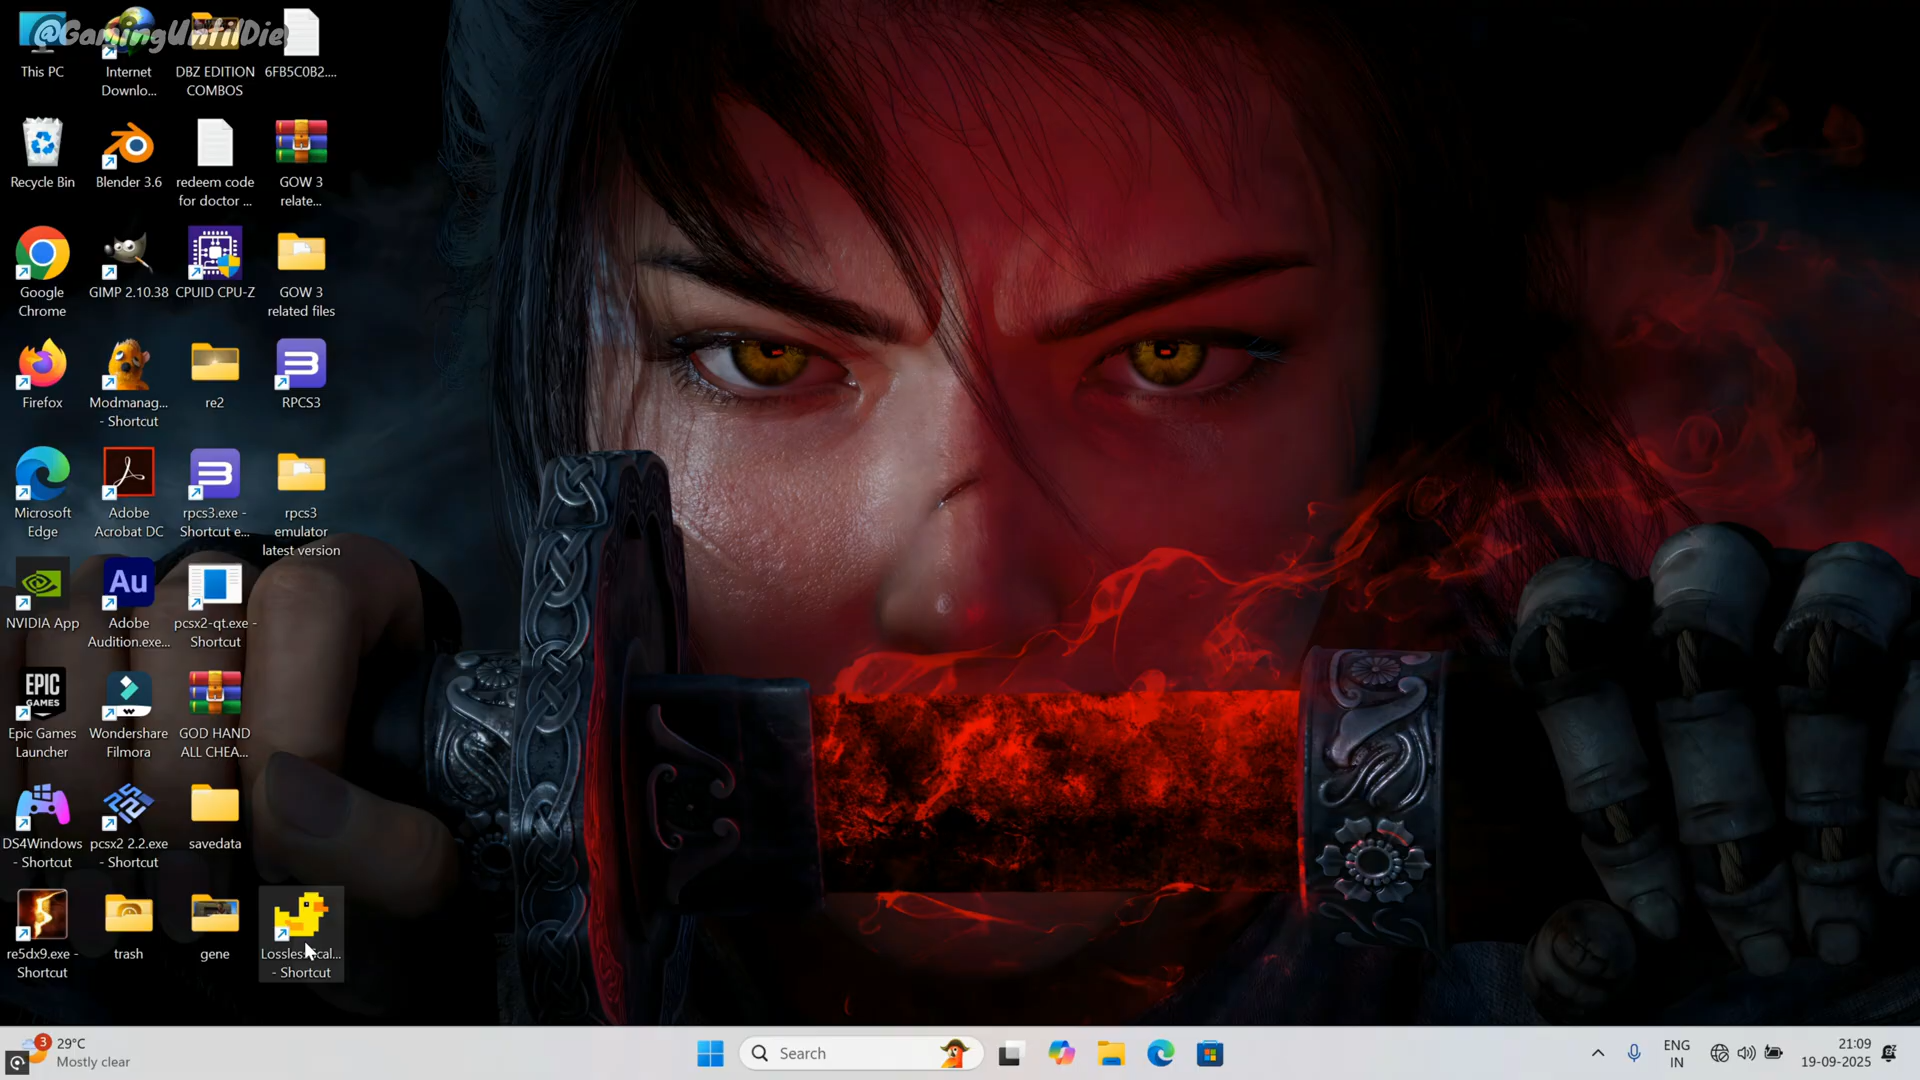 @GamingUntilDie
This PC
Internet
Downlo...
DBZ EDITION
COMBOS
6FB5C0B2....
Recycle Bin
Blender 3.6
redeem code
for doctor ...
GOW 3
relate...
Google
Chrome
GIMP 2.10.38
CPUID CPU-Z
GOW 3
related files
Firefox
Modmanag...
- Shortcut
re2
RPCS3
Microsoft
Edge
Adobe
Acrobat DC
rpcs3.exe -
Shortcut e...
rpcs3
emulator
latest version
NVIDIA App
Au
Adobe
Audition.exe...
pcsx2-qt.exe -
Shortcut
EPIC
GAMES
Epic Games
Launcher
Wondershare
Filmora
GOD HAND
ALL CHEA...
DS4Windows
- Shortcut
pcsx2 2.2.exe
- Shortcut
savedata
re5dx9.exe -
Shortcut
trash
gene
- Shortcut
3
29°C
Mostly clear
Search
ENG
IN
21:09
19-09-2025